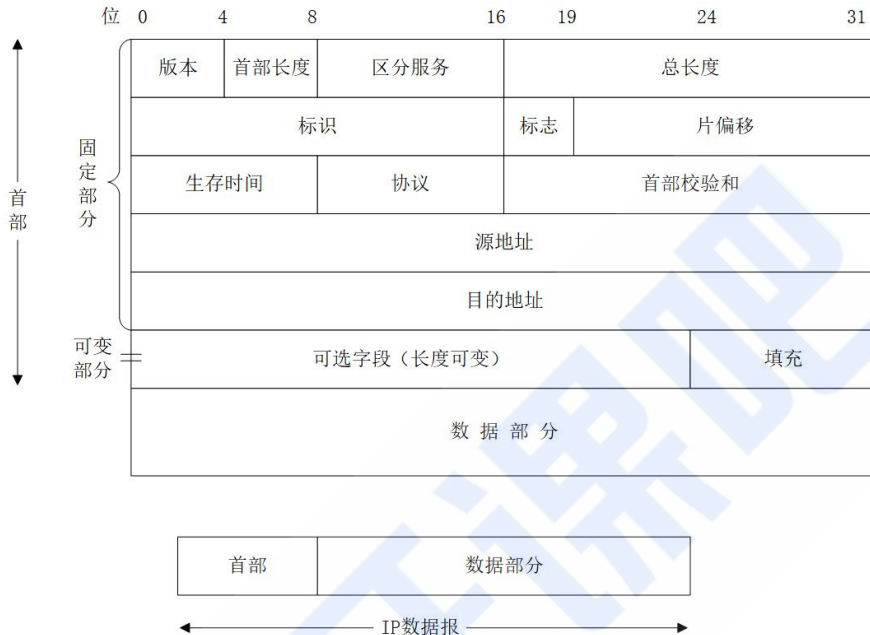 位 0 4 8 16 19 24 31
版本 首部长度 区分服务 总长度
标识 标志 片偏移
生存时间 协议 首部校验和
源地址
目的地址
可选字段（长度可变） 填充
数据部分
首部
固定部分
可变部分
首部 数据部分
IP数据报